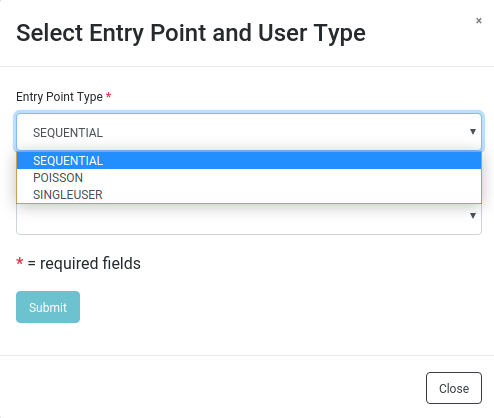 ×
Select Entry Point and User Type
Entry Point Type *
SEQUENTIAL
SEQUENTIAL
POISSON
SINGLEUSER
* = required fields
Submit
Close